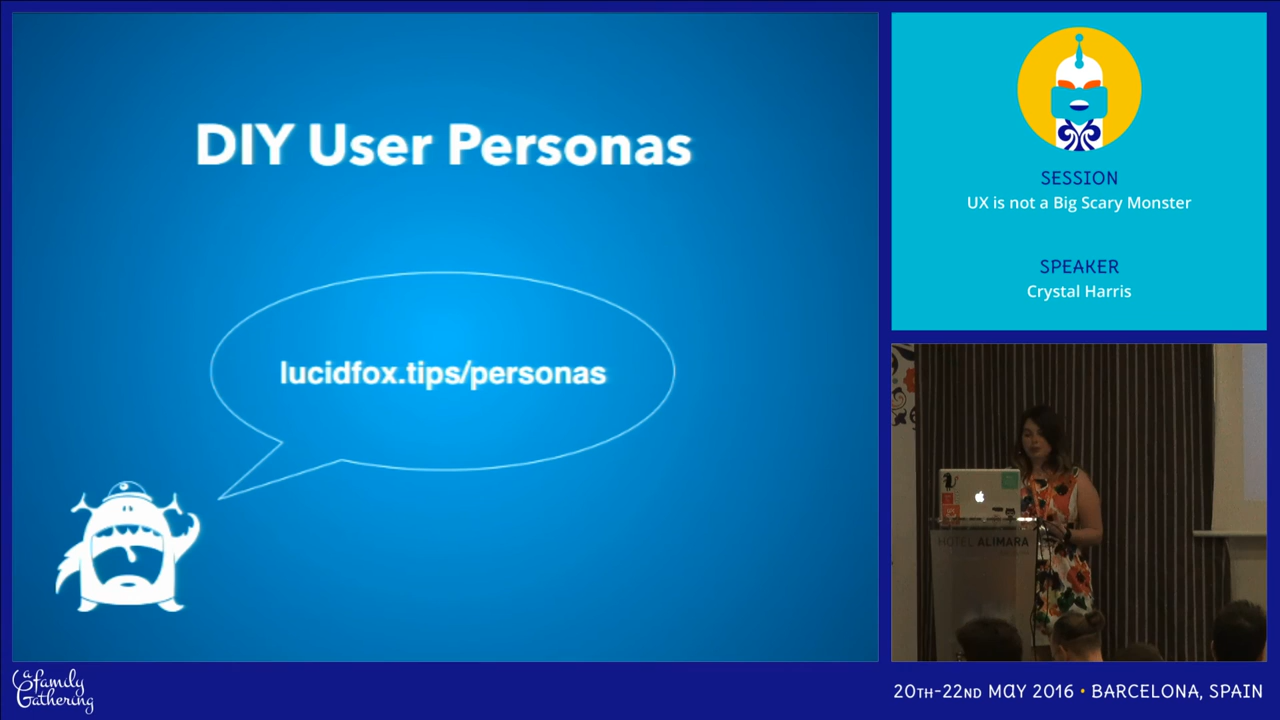 DIY User Personas
lucidfox.tips/personas
SESSION
UX is not a Big Scary Monster
SPEAKER
Crystal Harris
HOTEL ALIMARA
a family
Gathering
20TH-22ND MAY 2016 • BARCELONA, SPAIN